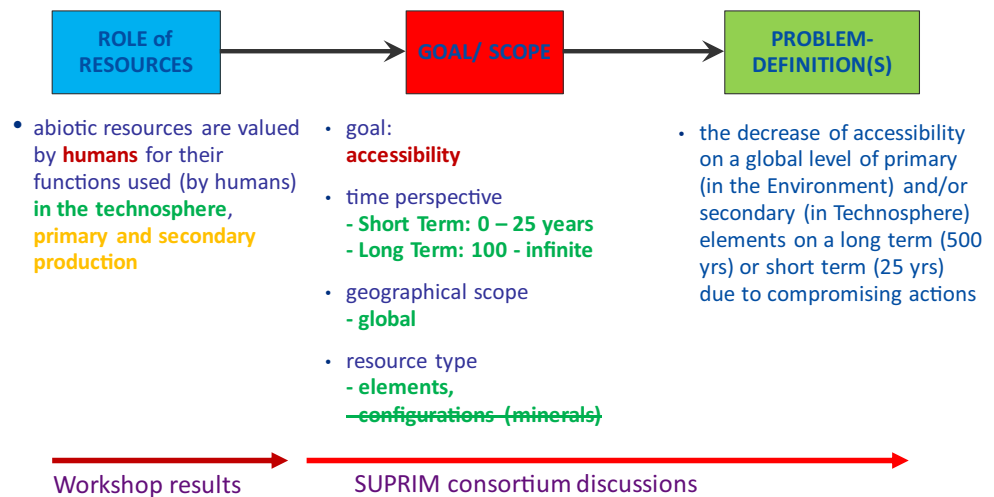 ROLE of
RESOURCES
GOAL/ SCOPE
PROBLEM-
DEFINITION(S)
• abiotic resources are valued
by humans for their
functions used (by humans)
in the technosphere,
primary and secondary
production
• goal:
accessibility
• time perspective
- Short Term: 0 – 25 years
- Long Term: 100 - infinite
• geographical scope
- global
• resource type
- elements,
- configurations (minerals)
• the decrease of accessibility
on a global level of primary
(in the Environment) and/or
secondary (in Technosphere)
elements on a long term (500
yrs) or short term (25 yrs)
due to compromising actions
Workshop results
SUPRIM consortium discussions